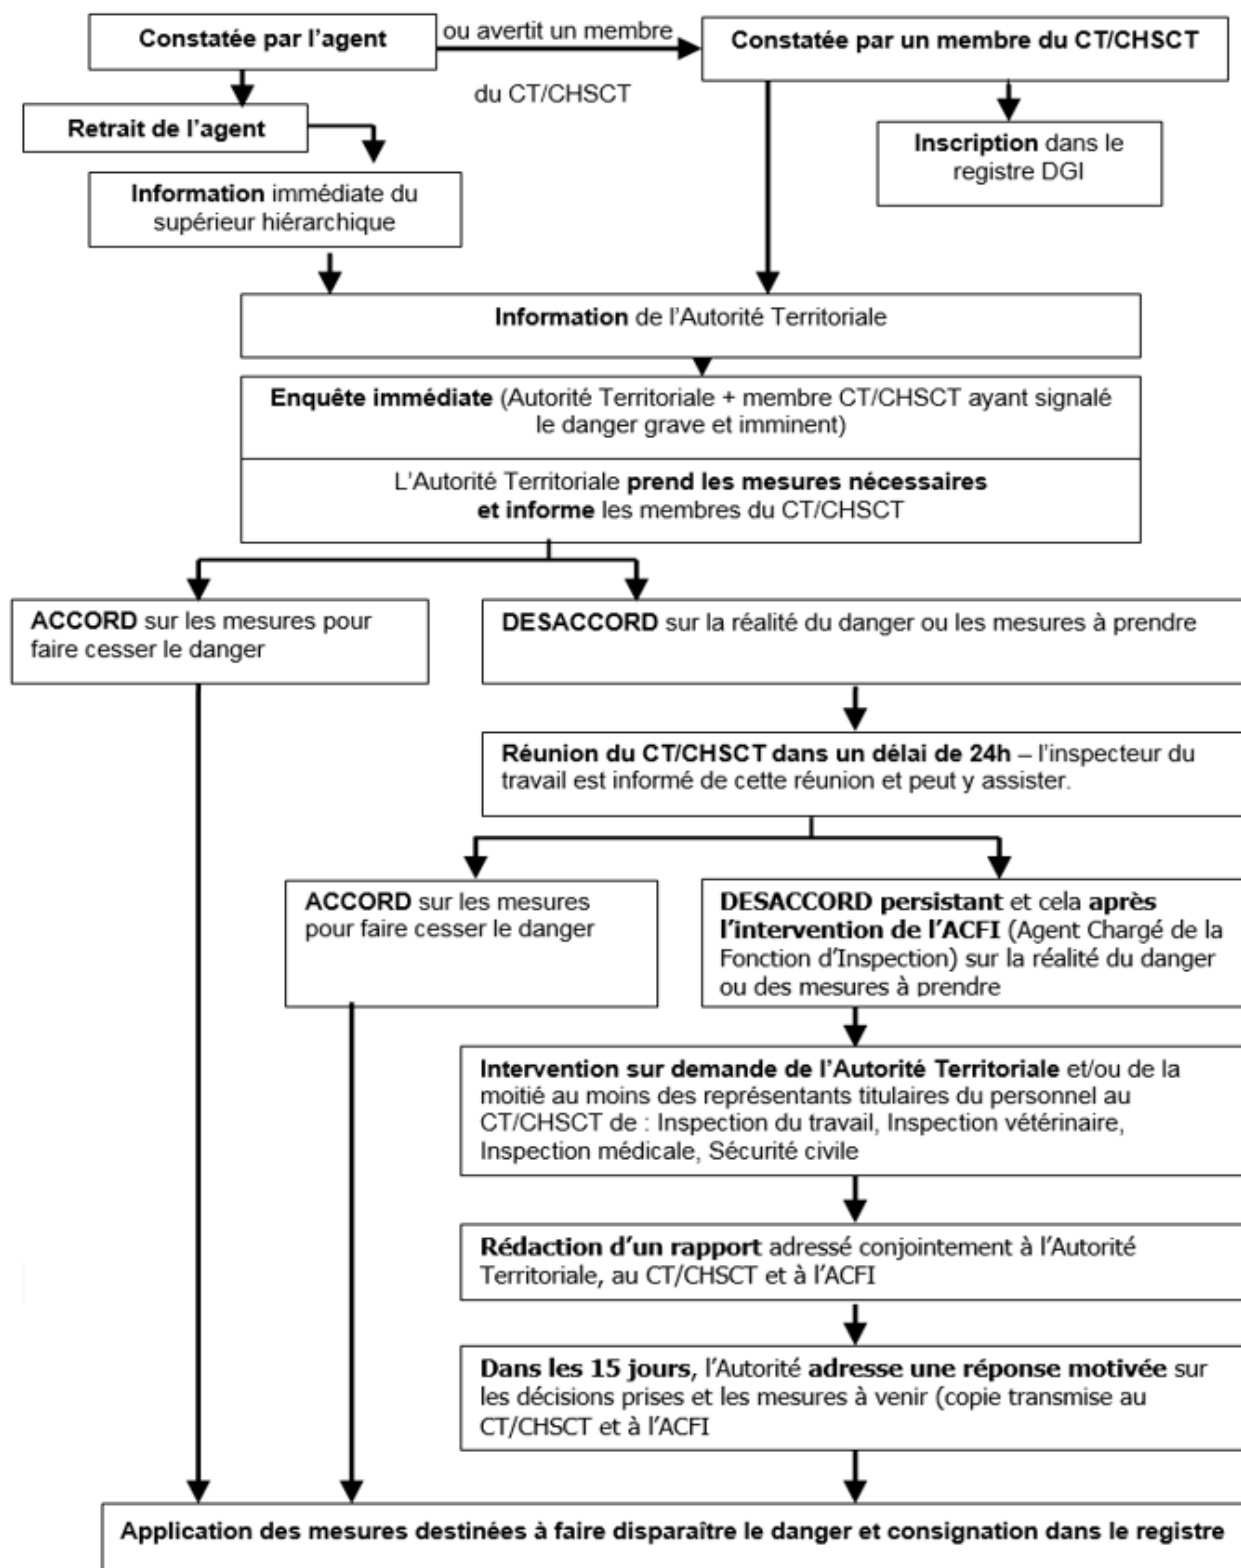 Constatée par l’agent
ou avertit un membre
du CT/CHSCT
Constatée par un membre du CT/CHSCT
Retrait de l’agent
Inscription dans le
registre DGI
Information immédiate du
supérieur hiérarchique
Information de l’Autorité Territoriale
Enquête immédiate (Autorité Territoriale + membre CT/CHSCT ayant signalé
le danger grave et imminent)
L’Autorité Territoriale prend les mesures nécessaires
et informe les membres du CT/CHSCT
ACCORD sur les mesures pour
faire cesser le danger
DESACCORD sur la réalité du danger ou les mesures à prendre
Réunion du CT/CHSCT dans un délai de 24h – l’inspecteur du
travail est informé de cette réunion et peut y assister.
ACCORD sur les mesures
pour faire cesser le danger
DESACCORD persistant et cela après
l’intervention de l’ACFI (Agent Chargé de la
Fonction d’Inspection) sur la réalité du danger
ou des mesures à prendre
Intervention sur demande de l’Autorité Territoriale et/ou de la
moitié au moins des représentants titulaires du personnel au
CT/CHSCT de : Inspection du travail, Inspection vétérinaire,
Inspection médicale, Sécurité civile
Rédaction d’un rapport adressé conjointement à l’Autorité
Territoriale, au CT/CHSCT et à l’ACFI
Dans les 15 jours, l’Autorité adresse une réponse motivée sur
les décisions prises et les mesures à venir (copie transmise au
CT/CHSCT et à l’ACFI
Application des mesures destinées à faire disparaître le danger et consignation dans le registre